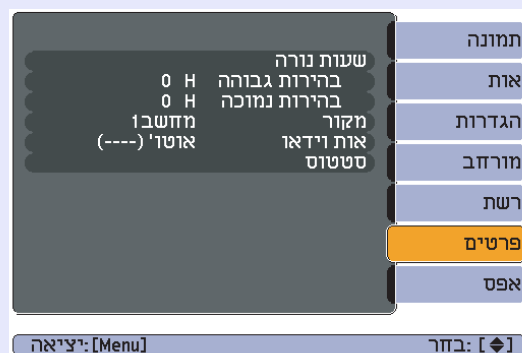 תמונה
אות
הגדרות
מורחב
רשת
פרטים
אפס
שעות נורה
בהירות גבוהה 0 H
בהירות נמוכה 0 H
מקור מחשב1
אות וידאו אוטו' (----)
סטטוס
[♦] :בחר
[Menu]:יציאה